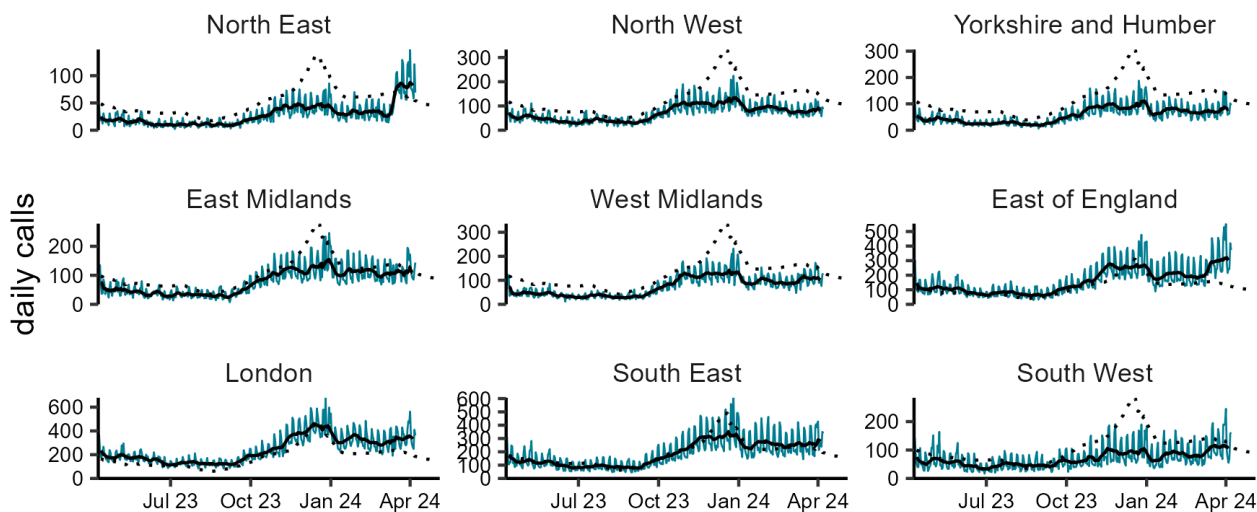 North East
North West
Yorkshire and Humber
100
50
0
300
200
100
0
300
200
100
0
daily calls
East Midlands
West Midlands
East of England
200
100
0
300
200
100
0
500
400
300
200
100
0
London
South East
South West
600
400
200
0
600
500
400
300
200
100
0
200
100
0
Jul 23 Oct 23 Jan 24 Apr 24
Jul 23 Oct 23 Jan 24 Apr 24
Jul 23 Oct 23 Jan 24 Apr 24